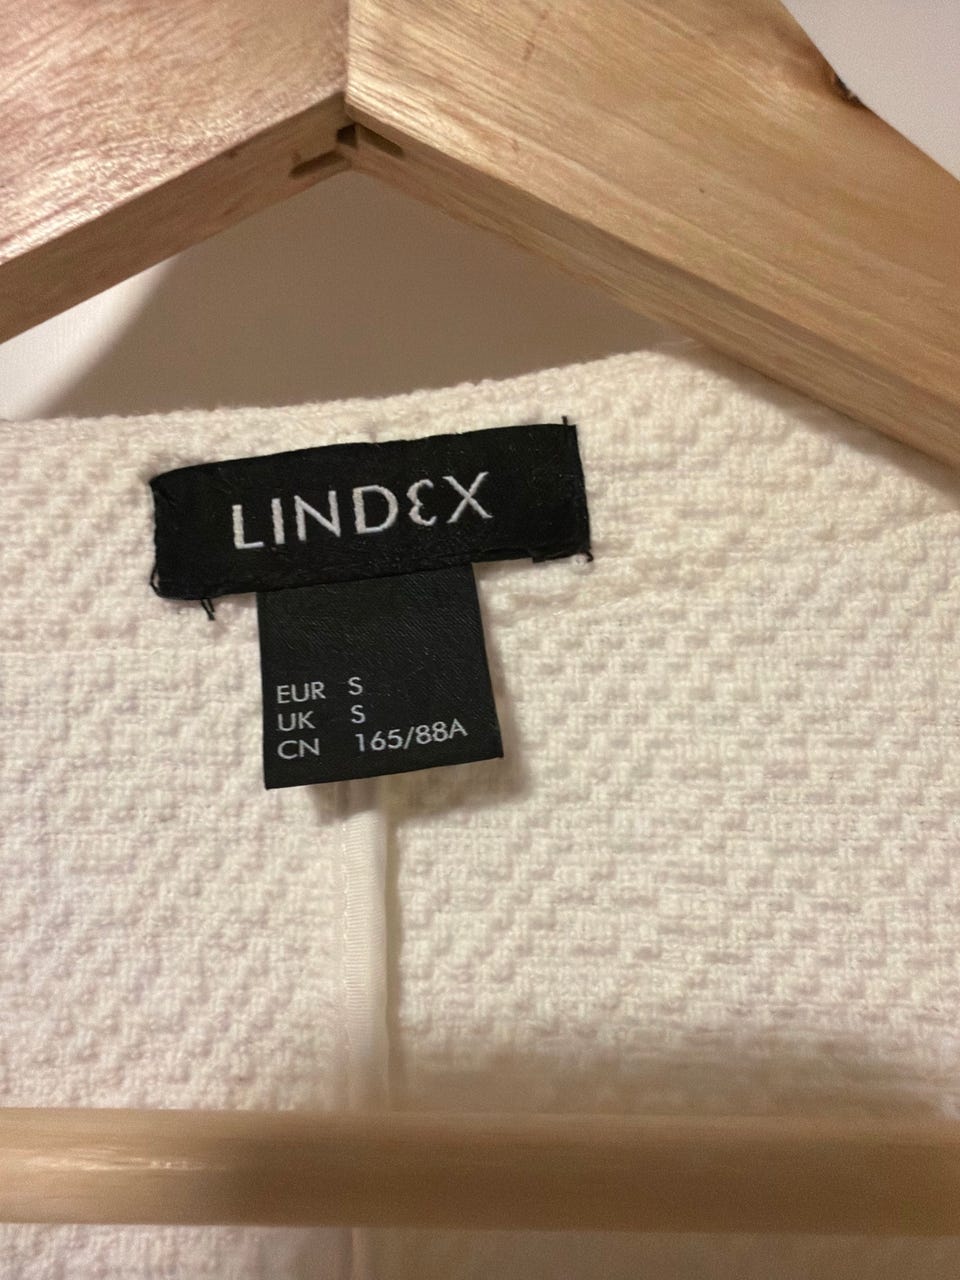 LINDEX
EUR S
UK S
CN 165/88A